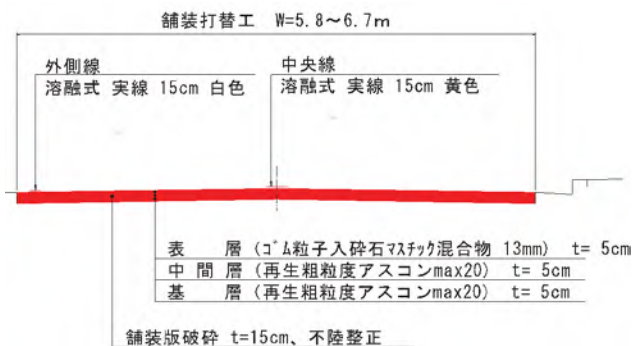 舗装打替工 W=5.8～6.7m
外側線
溶融式 実線 15cm 白色
中央線
溶融式 実線 15cm 黄色
表 層 (ｺﾞﾑ粒子入砕石ﾏｽﾁｯｸ混合物 13mm) t= 5cm
中 間 層 (再生粗粒度アスコンmax20) t= 5cm
基 層 (再生粗粒度アスコンmax20) t= 5cm
舗装版破砕 t=15cm、不陸整正